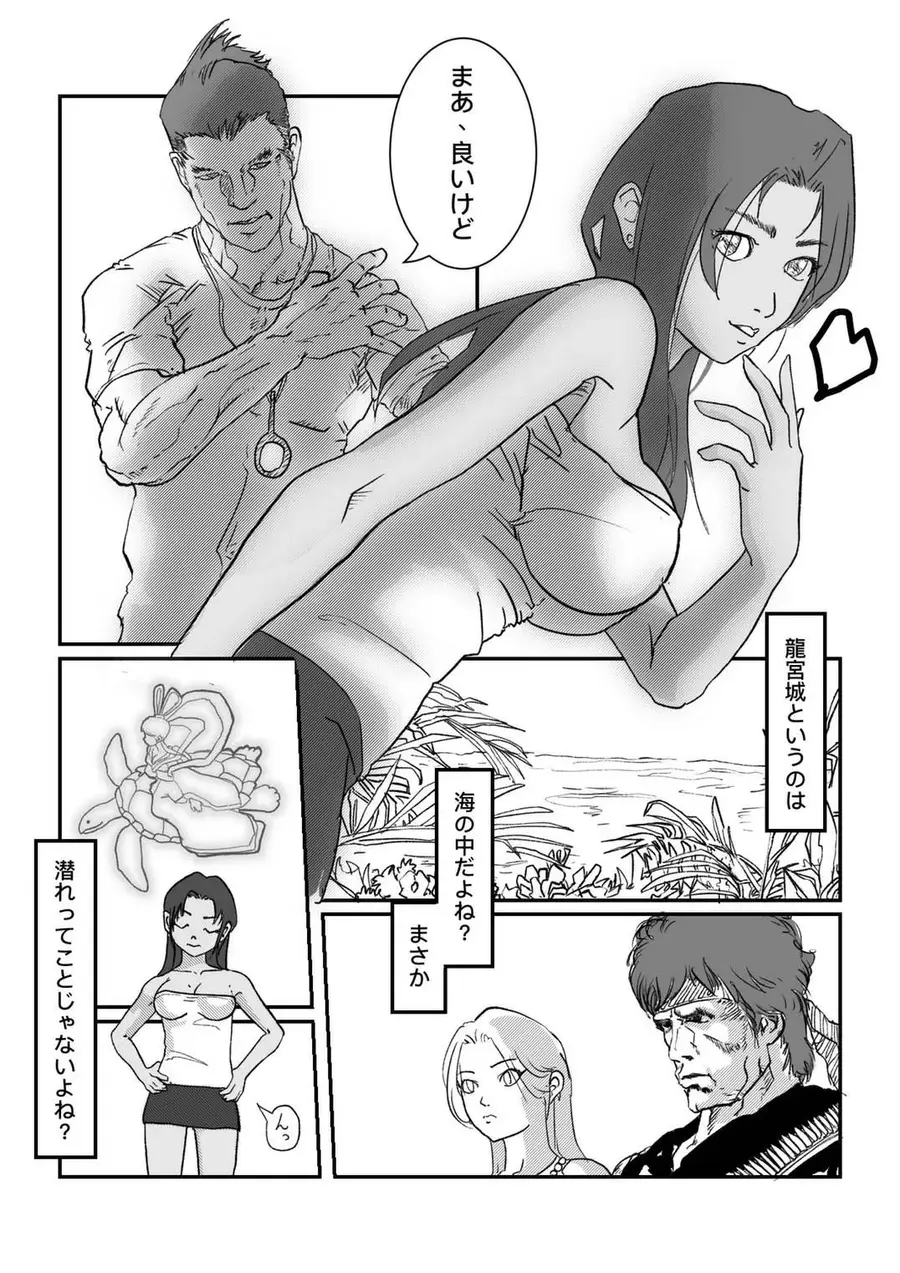 まあ、良いけど
龍宮城というのは
海の中だよね？
まさか
潜れってことじゃないよね？
んっ